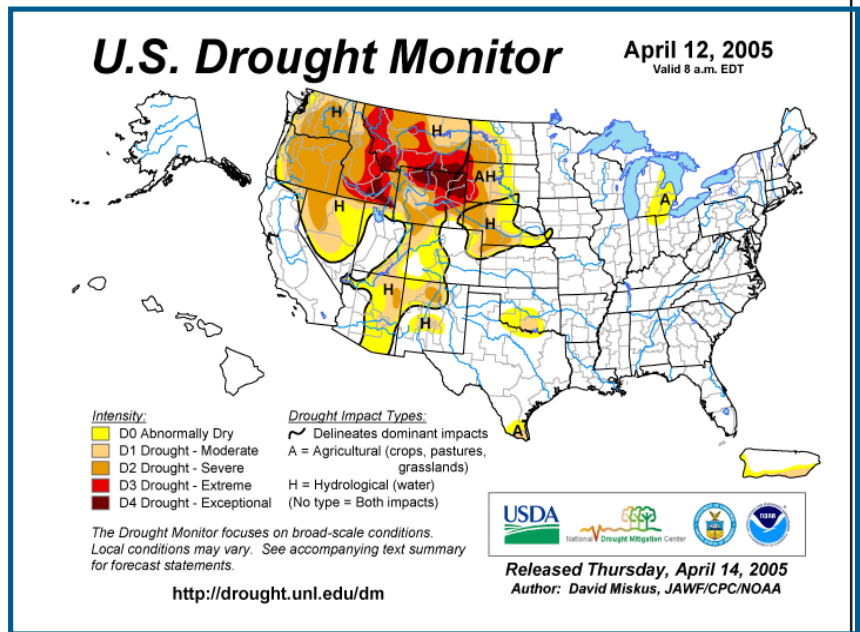 U.S. Drought Monitor
April 12, 2005
Valid 8 a.m. EDT
H
H
AH
H
H
A
H
H
A
Intensity:
D0 Abnormally Dry
D1 Drought - Moderate
D2 Drought - Severe
D3 Drought - Extreme
D4 Drought - Exceptional
Drought Impact Types:
Delineates dominant impacts
A = Agricultural (crops, pastures,
grasslands)
H = Hydrological (water)
(No type = Both impacts)
The Drought Monitor focuses on broad-scale conditions.
Local conditions may vary. See accompanying text summary
for forecast statements.
http://drought.unl.edu/dm
USDA
National Drought Mitigation Center
NOAA
Released Thursday, April 14, 2005
Author: David Miskus, JAWF/CPC/NOAA